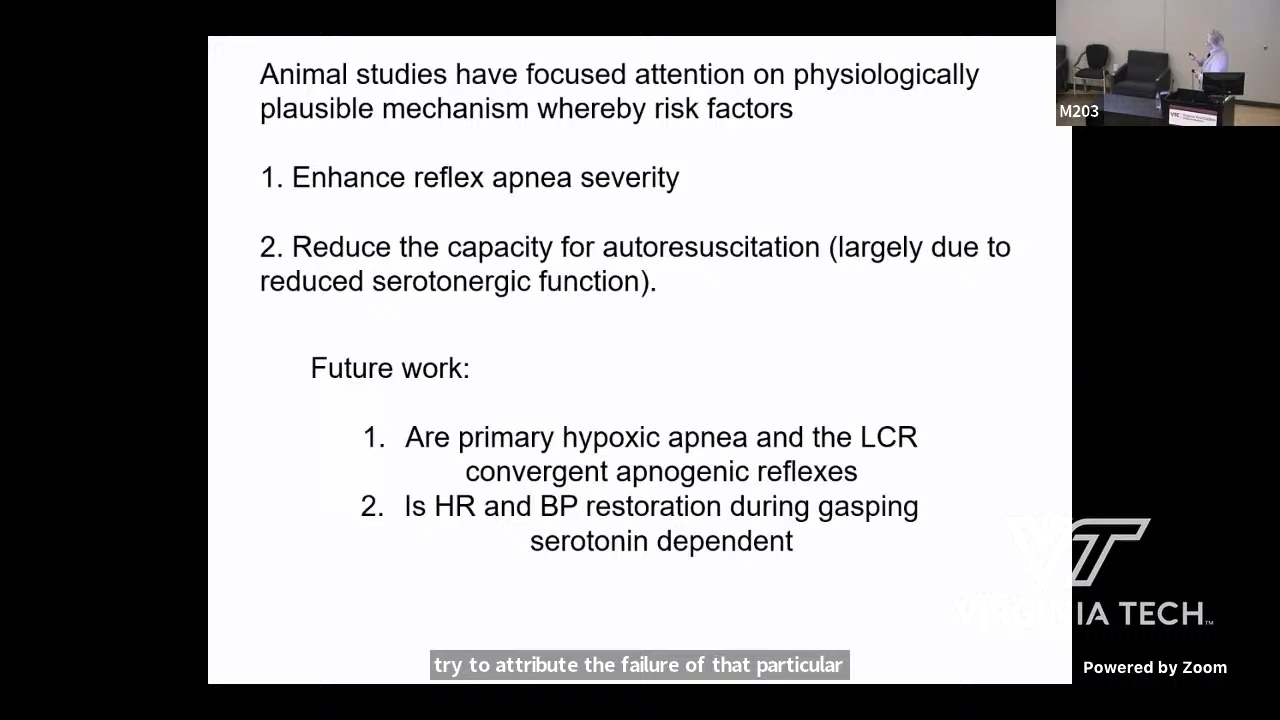 Animal studies have focused attention on physiologically
plausible mechanism whereby risk factors
1. Enhance reflex apnea severity
2. Reduce the capacity for autoresuscitation (largely due to
reduced serotonergic function).
Future work:
1. Are primary hypoxic apnea and the LCR
convergent apnogenic reflexes
2. Is HR and BP restoration during gasping
serotonin dependent
try to attribute the failure of that particular
M203
VTC
VT
VIRGINIA TECH™
Powered by Zoom